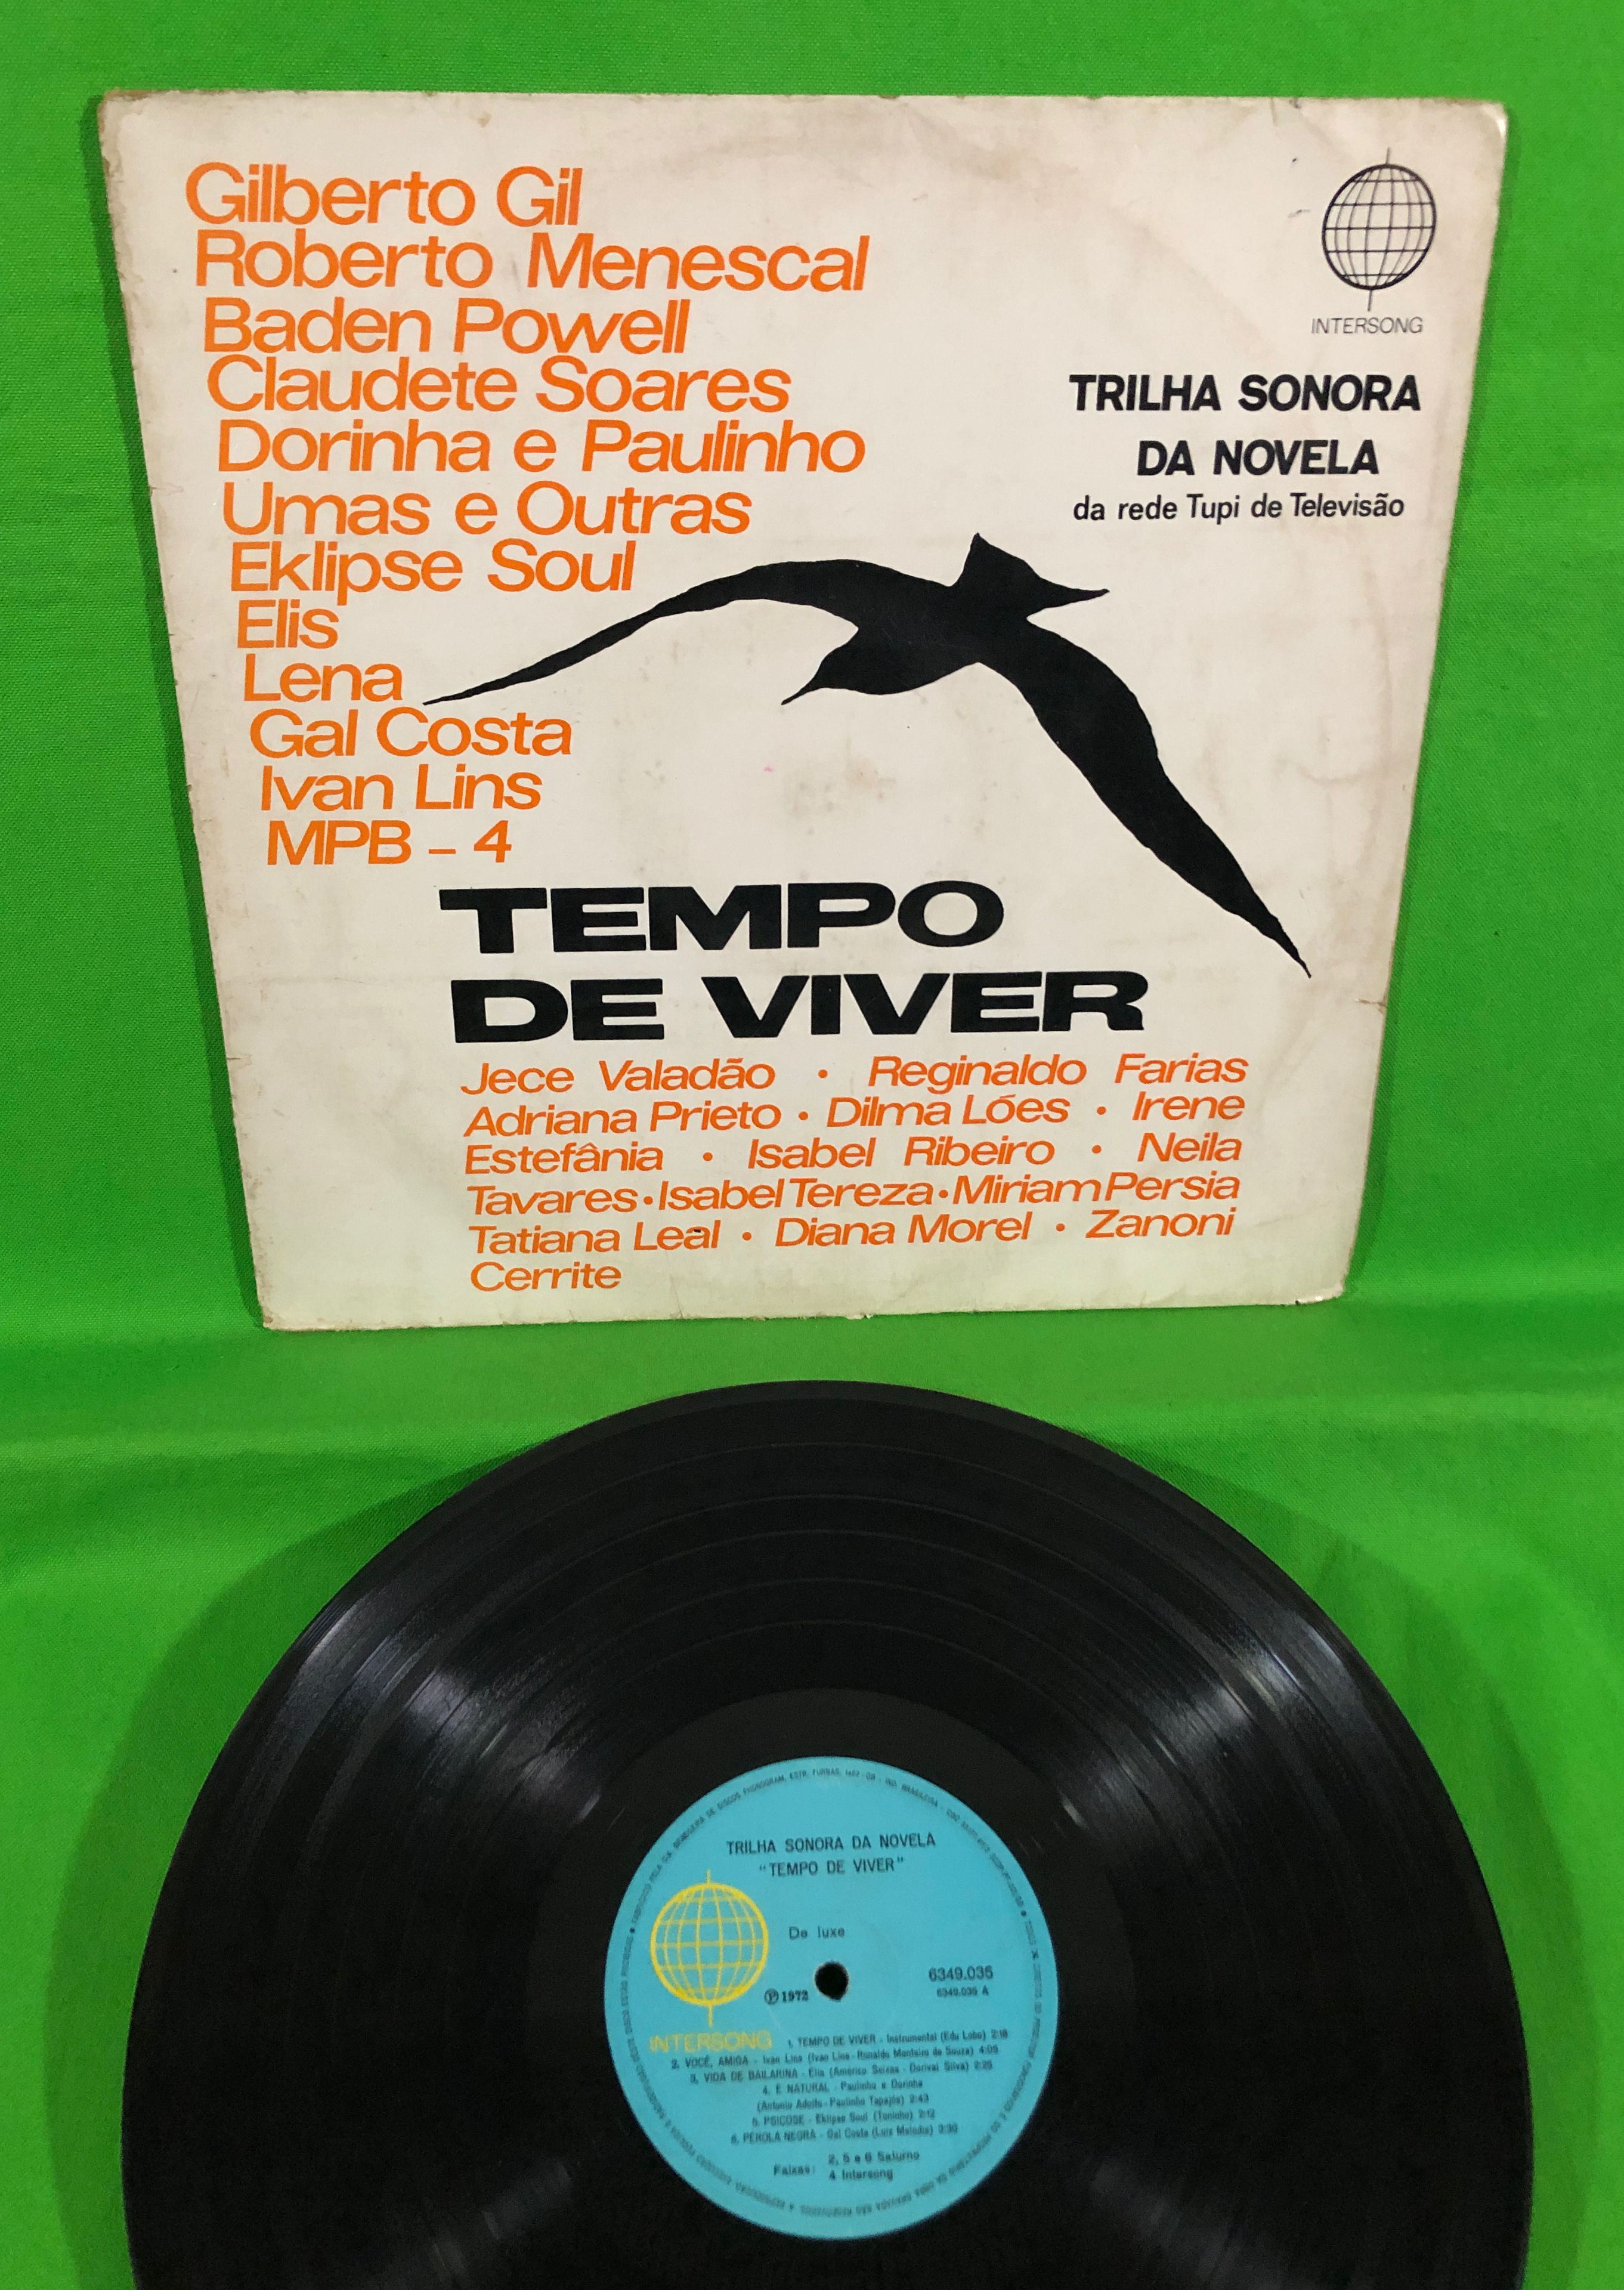 Gilberto Gil
Roberto Menescal
Baden Powell
Claudete Soares
Dorinha e Paulinho
Umas e Outras
Eklipse Soul
Elis
Lena
Gal Costa
Ivan Lins
MPB - 4
INTERSONG
TRILHA SONORA
DA NOVELA
da rede Tupi de Televisão
TEMPO
DE VIVER
Jece Valadão • Reginaldo Farias
Adriana Prieto • Dilma Lóes • Irene
Estefânia • Isabel Ribeiro • Neila
Tavares • Isabel Tereza • Miriam Persia
Tatiana Leal • Diana Morel • Zanoni
Cerrite
TRILHA SONORA DA NOVELA
"TEMPO DE VIVER"
De luxe
6349.035
6349.035 A
℗ 1972
INTERSONG
1. TEMPO DE VIVER - Instrumental (Edu Lobo) 2:18
2. VOCÊ, AMIGA - Ivan Lins (Ivan Lins - Ronaldo Monteiro de Souza) 4:05
3. VIDA DE BAILARINA - Elis (Américo Seixas - Dorival Silva) 2:25
4. É NATURAL - Paulinho e Dorinha
(Antonio Adolfo - Paulinho Tapajós) 2:43
5. PSICOSE - Eklipse Soul (Toninho) 2:12
6. PÉROLA NEGRA - Gal Costa (Luis Melodia) 3:30
Faixas: 2, 5 e 6 Saturno
4 Intersong